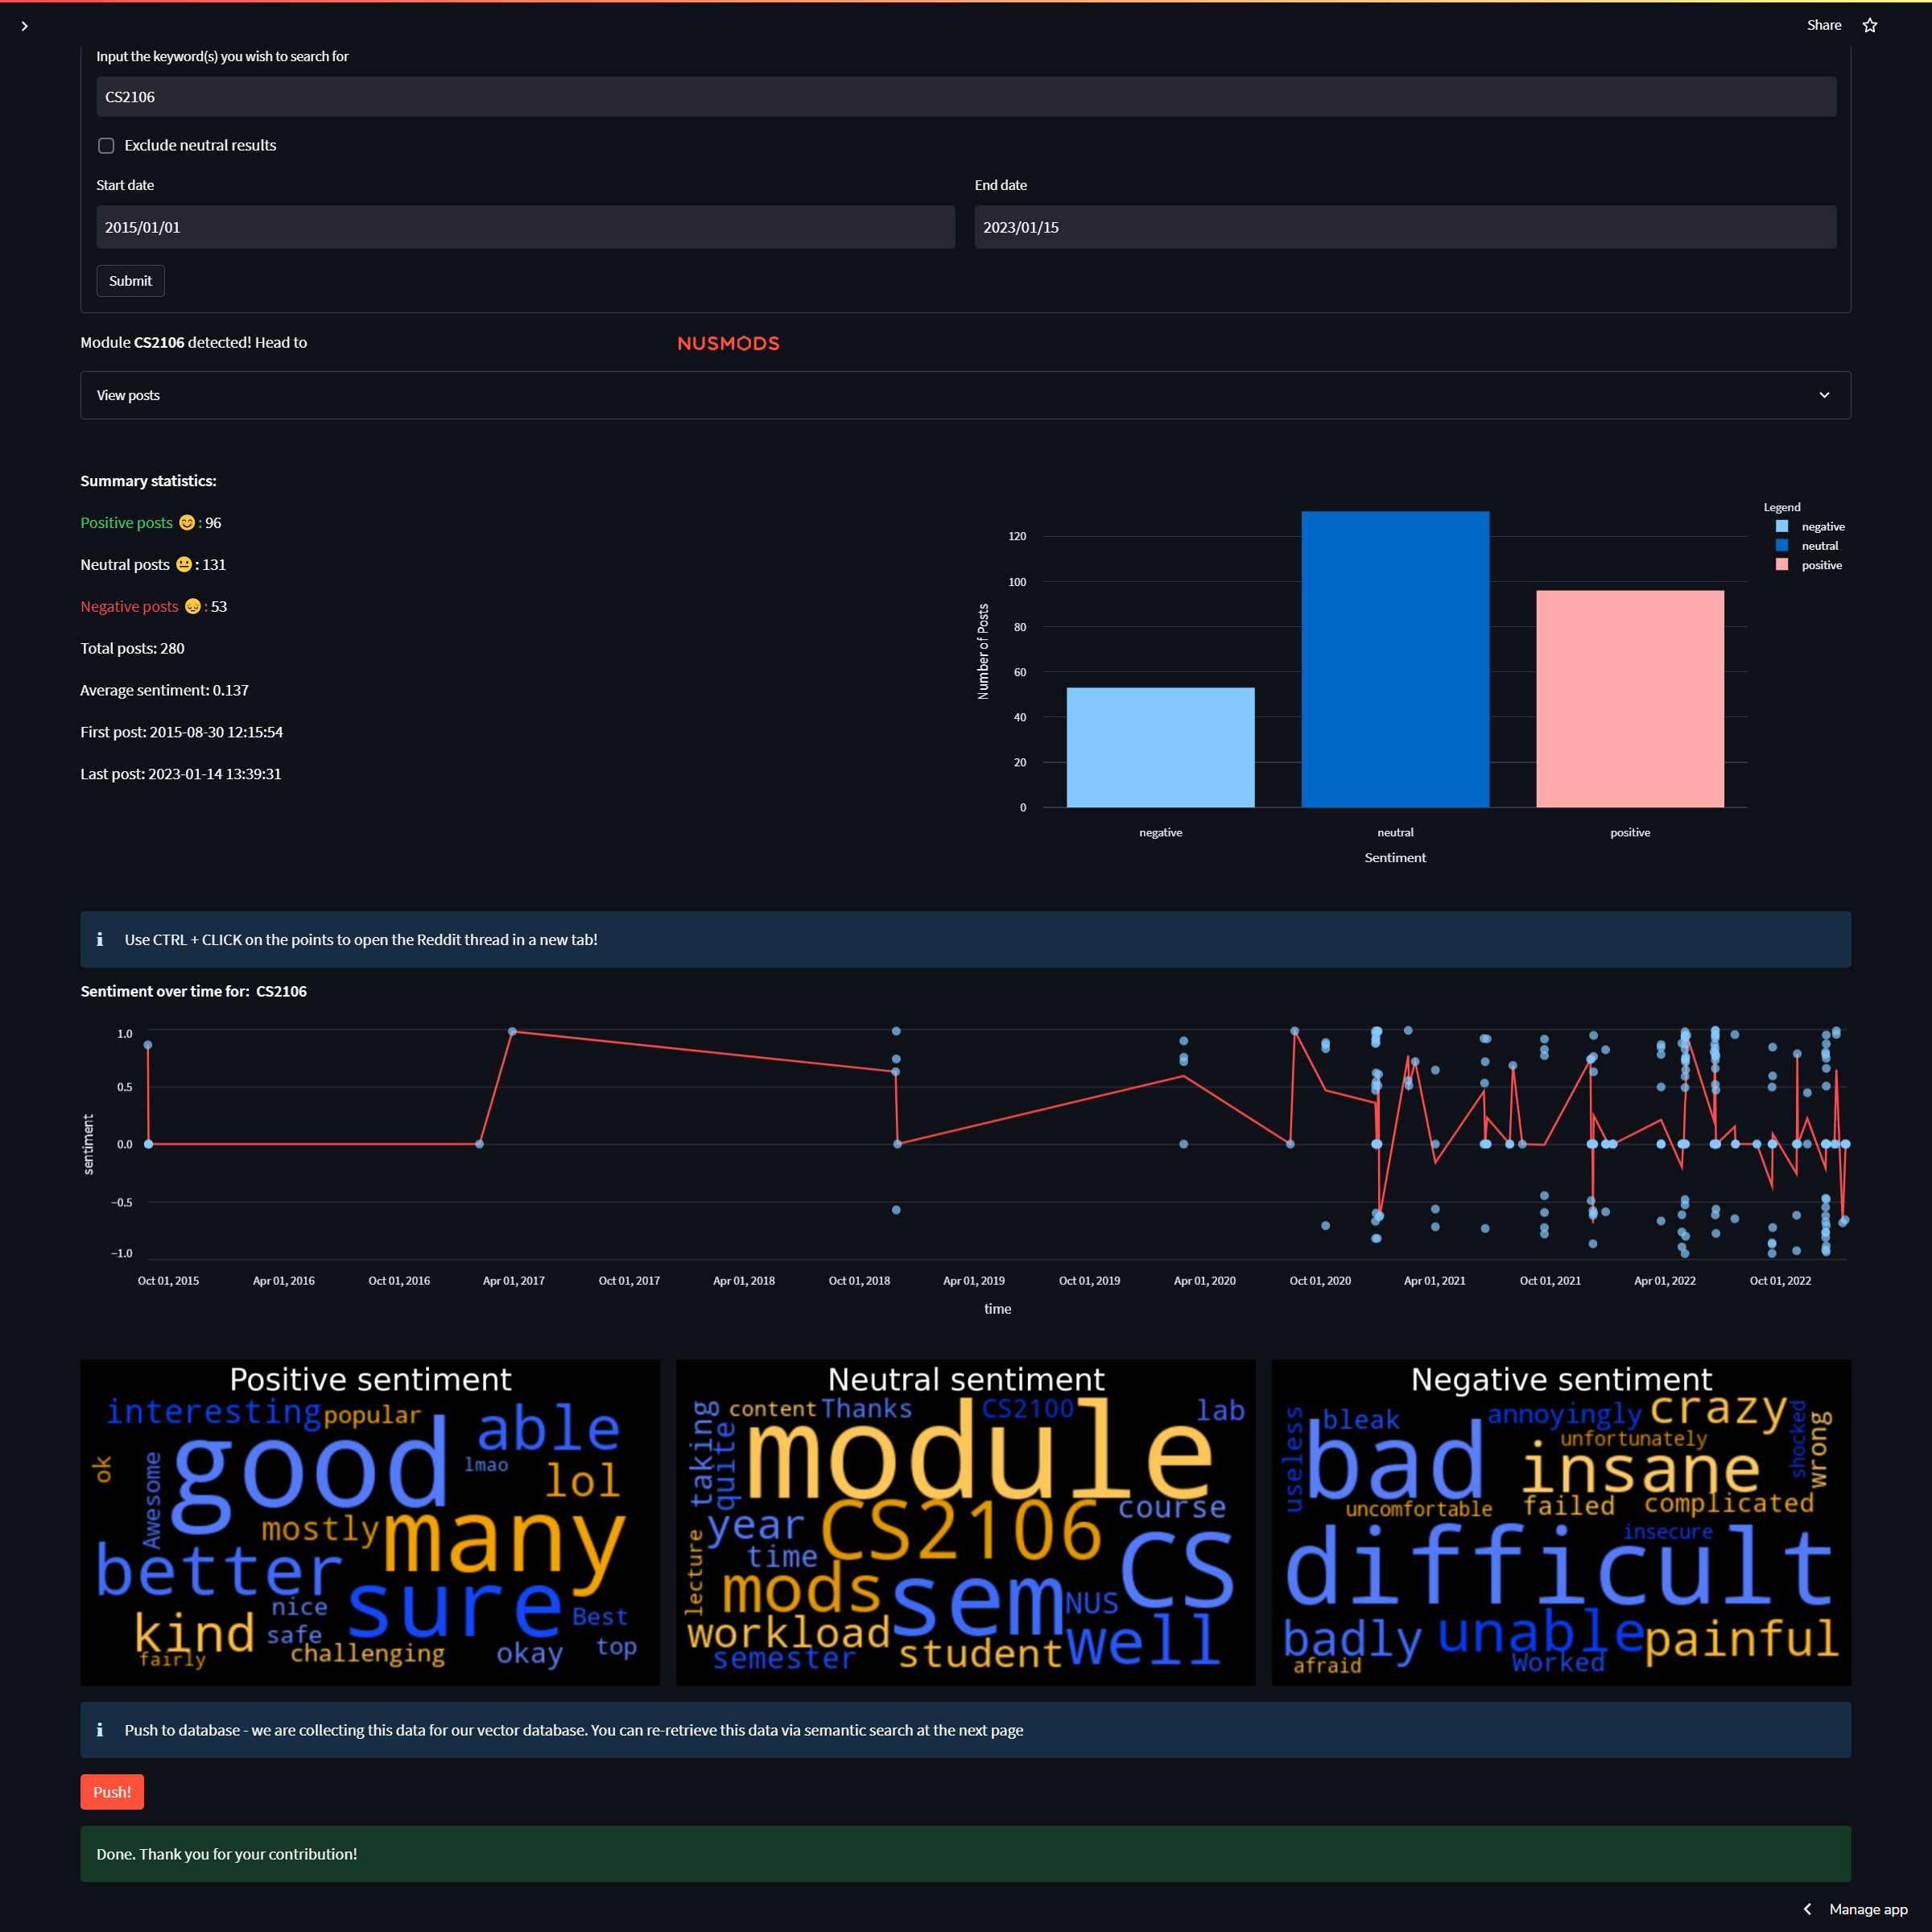 Share
Input the keyword(s) you wish to search for
CS2106
Exclude neutral results
Start date
End date
2015/01/01
2023/01/15
Submit
Module CS2106 detected! Head to
NUSMODS
View posts
Summary statistics:
Positive posts 😊 : 96
Neutral posts 😐 : 131
Negative posts 😔 : 53
Total posts: 280
Average sentiment: 0.137
First post: 2015-08-30 12:15:54
Last post: 2023-01-14 13:39:31
Legend
negative
neutral
positive
Number of Posts
120
100
80
60
40
20
0
negative
neutral
positive
Sentiment
Use CTRL + CLICK on the points to open the Reddit thread in a new tab!
Sentiment over time for: CS2106
sentiment
1.0
0.5
0.0
−0.5
−1.0
Oct 01, 2015
Apr 01, 2016
Oct 01, 2016
Apr 01, 2017
Oct 01, 2017
Apr 01, 2018
Oct 01, 2018
Apr 01, 2019
Oct 01, 2019
Apr 01, 2020
Oct 01, 2020
Apr 01, 2021
Oct 01, 2021
Apr 01, 2022
Oct 01, 2022
time
Positive sentiment
interesting
popular
able
good
lmao
ok
Awesome
lol
mostly
many
better
sure
nice
Best
kind
safe
challenging
okay
top
fairly
Neutral sentiment
taking
content
Thanks
CS2100
lab
quite
module
course
year
CS2106
CS
time
lecture
mods
sem
NUS
workload
student
well
semester
Negative sentiment
useless
bleak
annoyingly
crazy
shocked
wrong
bad
unfortunately
insane
uncomfortable
failed
complicated
insecure
difficult
badly
unable
painful
afraid
Worked
Push to database - we are collecting this data for our vector database. You can re-retrieve this data via semantic search at the next page
Push!
Done. Thank you for your contribution!
Manage app